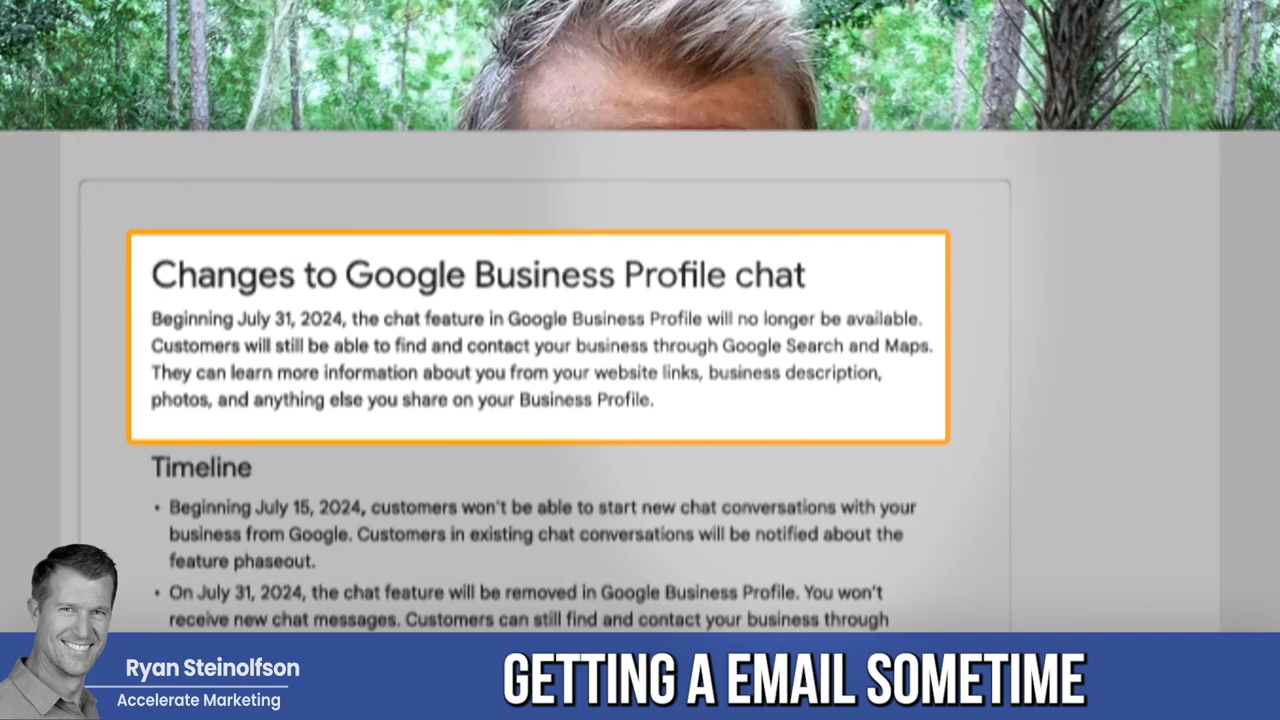 Changes to Google Business Profile chat
Beginning July 31, 2024, the chat feature in Google Business Profile will no longer be available.
Customers will still be able to find and contact your business through Google Search and Maps.
They can learn more information about you from your website links, business description,
photos, and anything else you share on your Business Profile.
Timeline
• Beginning July 15, 2024, customers won't be able to start new chat conversations with your
business from Google. Customers in existing chat conversations will be notified about the
feature phaseout.
• On July 31, 2024, the chat feature will be removed in Google Business Profile. You won't
receive new chat messages. Customers can still find and contact your business through
Ryan Steinolfson
Accelerate Marketing
GETTING A EMAIL SOMETIME